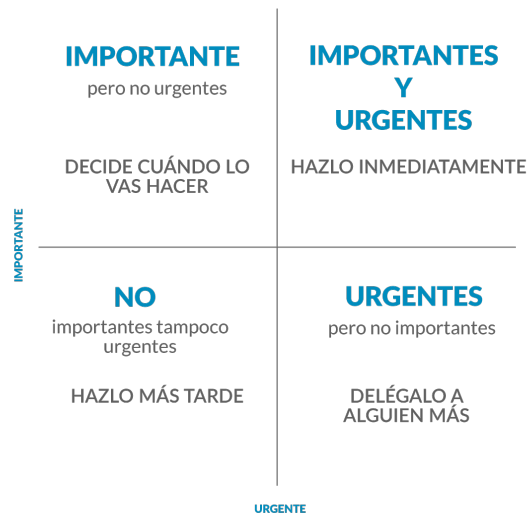 IMPORTANTE
pero no urgentes
DECIDE CUÁNDO LO
VAS HACER
IMPORTANTES
Y
URGENTES
HAZLO INMEDIATAMENTE
IMPORTANTE
NO
importantes tampoco
urgentes
HAZLO MÁS TARDE
URGENTES
pero no importantes
DELÉGALO A
ALGUIEN MÁS
URGENTE